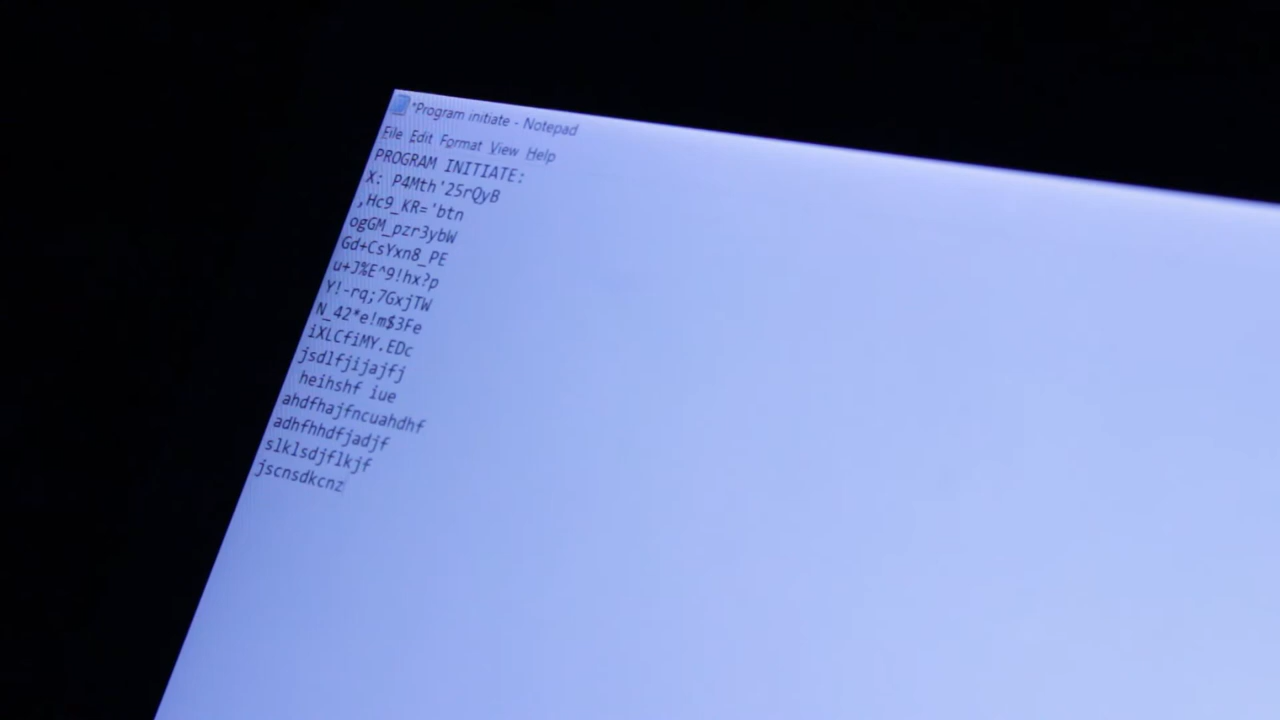 *Program initiate - Notepad
File Edit Format View Help
PROGRAM INITIATE:
X: P4Mth'25rQyB
,Hc9_KR='btn
ogGM_pzr3ybW
Gd+CsYxn8_PE
u+J%E^9!hx?p
Y!-rq;7GxjTW
N_42*e!m$3Fe
iXLCfiMY.EDc
jsdlfjijajfj
heihshf iue
ahdfhajfncuahdhf
adhfhhdfjadjf
slklsdjflkjf
jscnsdkcnz